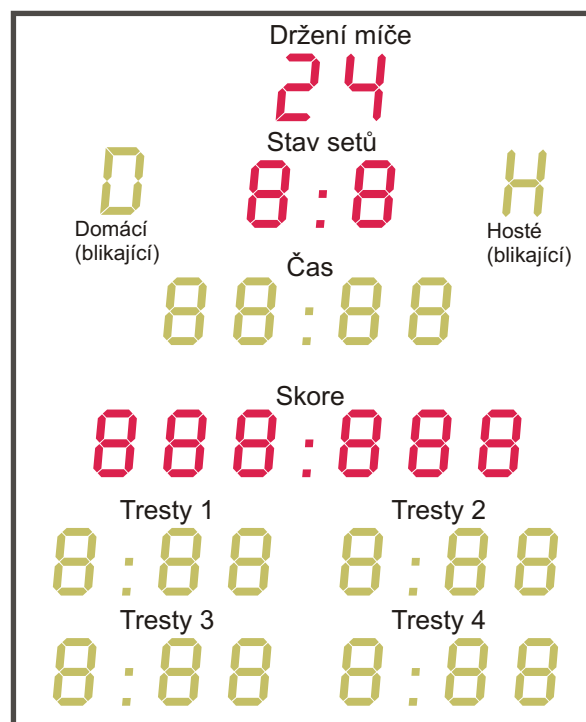 Držení míče
24
Stav setů
D
8:8
H
Domácí
(blikající)
Hosté
(blikající)
Čas
88:88
Skore
888:888
Tresty 1
Tresty 2
8:88
8:88
Tresty 3
Tresty 4
8:88
8:88